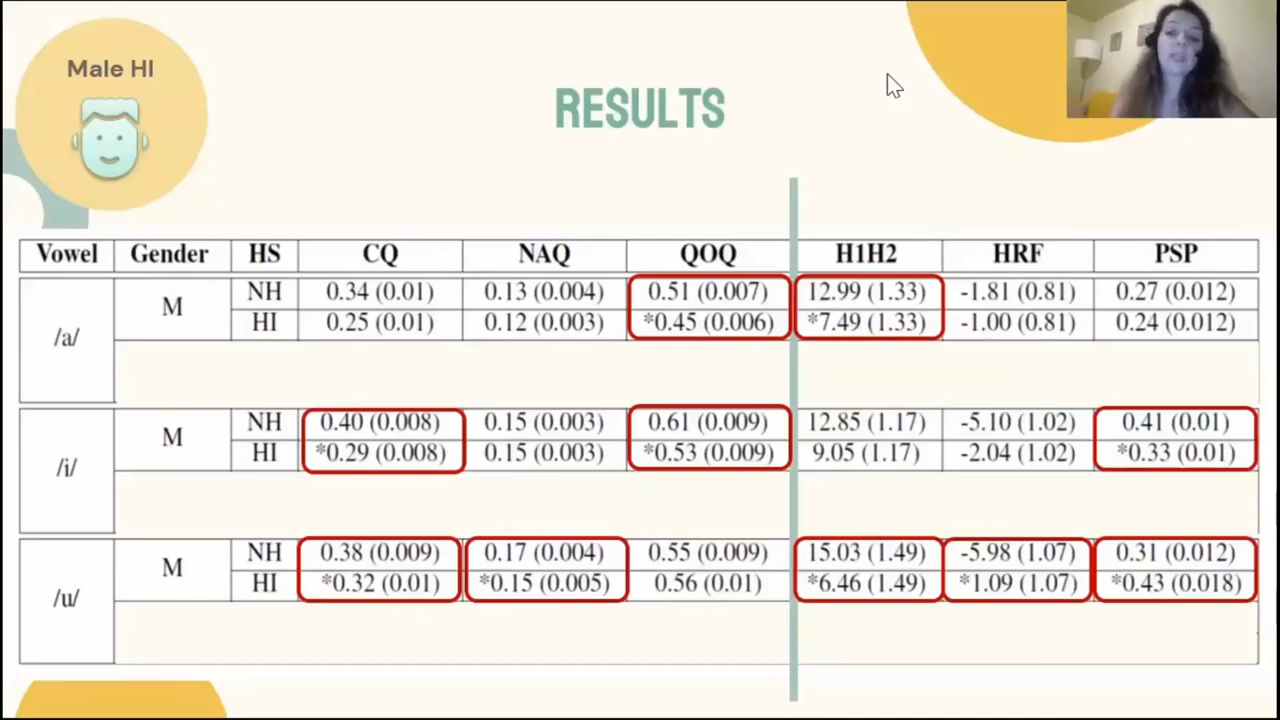 Male HI
RESULTS
Vowel Gender HS CQ NAQ QOQ H1H2 HRF PSP
/a/ M NH 0.34 (0.01) 0.13 (0.004) 0.51 (0.007) 12.99 (1.33) -1.81 (0.81) 0.27 (0.012)
HI 0.25 (0.01) 0.12 (0.003) *0.45 (0.006) *7.49 (1.33) -1.00 (0.81) 0.24 (0.012)
/i/ M NH 0.40 (0.008) 0.15 (0.003) 0.61 (0.009) 12.85 (1.17) -5.10 (1.02) 0.41 (0.01)
HI *0.29 (0.008) 0.15 (0.003) *0.53 (0.009) 9.05 (1.17) -2.04 (1.02) *0.33 (0.01)
/u/ M NH 0.38 (0.009) 0.17 (0.004) 0.55 (0.009) 15.03 (1.49) -5.98 (1.07) 0.31 (0.012)
HI *0.32 (0.01) *0.15 (0.005) 0.56 (0.01) *6.46 (1.49) *1.09 (1.07) *0.43 (0.018)